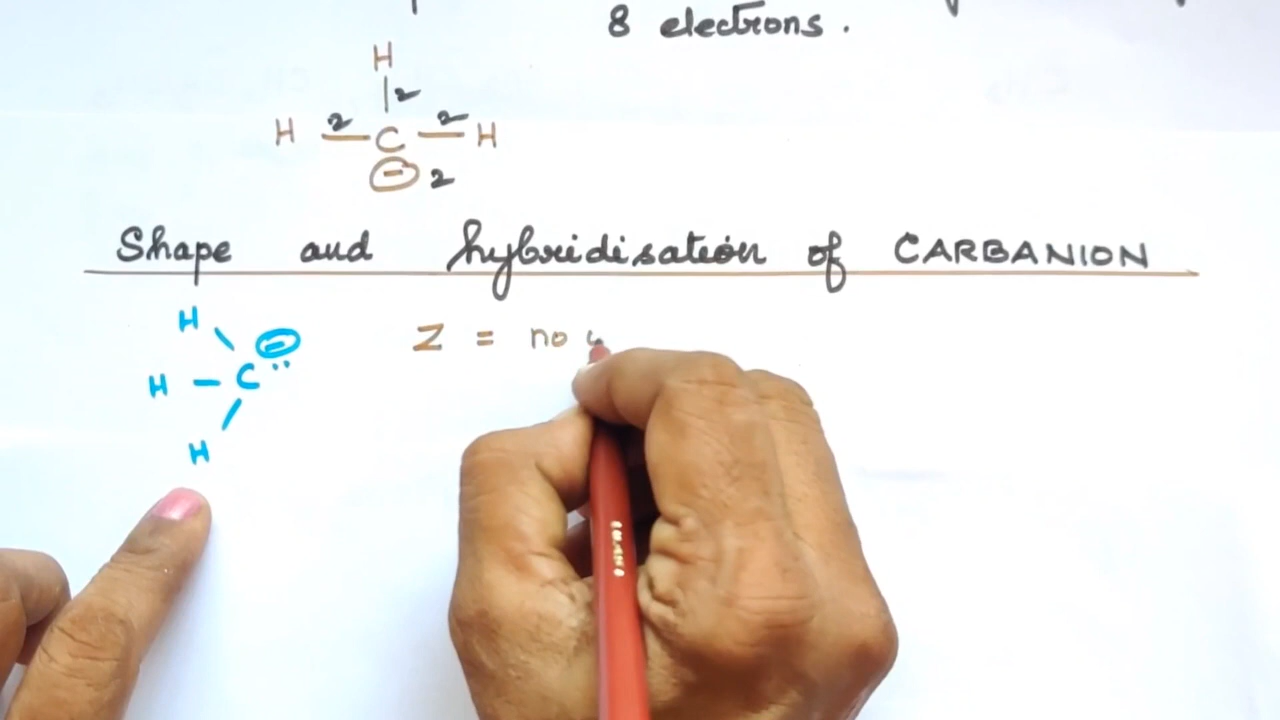 8 electrons .
H
2
H 2 C 2 H
- 2
Shape and hybridisation of CARBANION
H
H - C - ..
H
Z = no